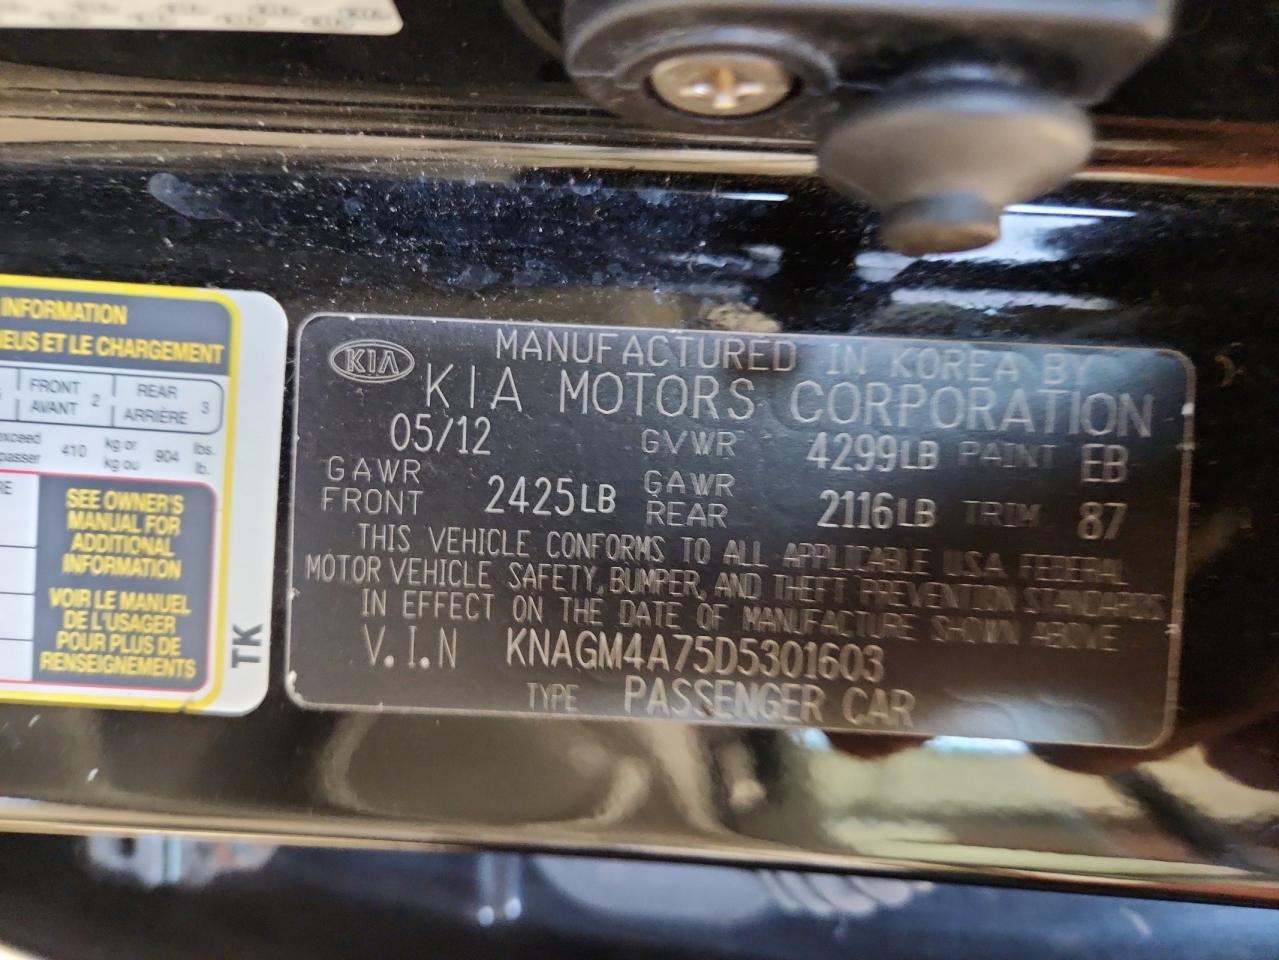 INFORMATION
NEUS ET LE CHARGEMENT
FRONT
AVANT 2 REAR
ARRIÈRE 3
exceed
passer 410 kg or
kg ou 904 lbs.
lb.
SEE OWNER'S
MANUAL FOR
ADDITIONAL
INFORMATION
VOIR LE MANUEL
DE L'USAGER
POUR PLUS DE
RENSEIGNEMENTS
TK
KIA
MANUFACTURED IN KOREA BY
KIA MOTORS CORPORATION
05/12 GVWR 4299LB PAINT EB
GAWR
FRONT 2425LB GAWR
REAR 2116LB TRIM 87
THIS VEHICLE CONFORMS TO ALL APPLICABLE U.S.A. FEDERAL
MOTOR VEHICLE SAFETY, BUMPER, AND THEFT PREVENTION STANDARDS
IN EFFECT ON THE DATE OF MANUFACTURE SHOWN ABOVE
V.I.N KNAGM4A75D5301603
TYPE PASSENGER CAR